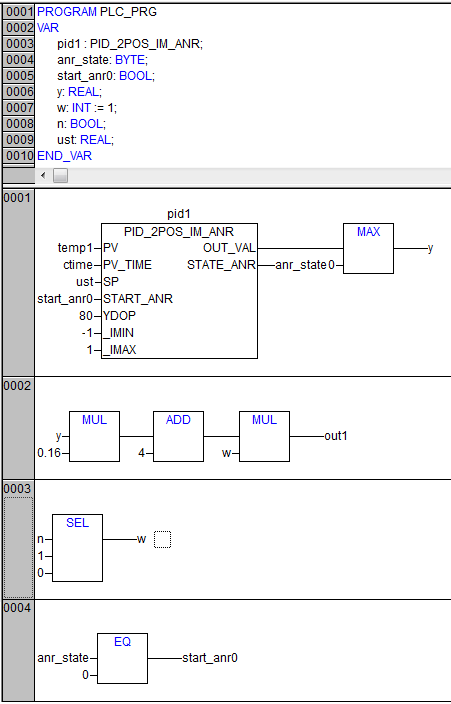 0001 PROGRAM PLC_PRG
0002 VAR
0003 pid1 : PID_2POS_IM_ANR;
0004 anr_state: BYTE;
0005 start_anr0: BOOL;
0006 y: REAL;
0007 w: INT := 1;
0008 n: BOOL;
0009 ust: REAL;
0010 END_VAR
0001
pid1
PID_2POS_IM_ANR MAX
temp1 PV OUT_VAL y
ctime PV_TIME STATE_ANR anr_state 0
ust SP
start_anr0 START_ANR
80 YDOP
-1 _IMIN
1 _IMAX
0002
MUL ADD MUL
y out1
0.16 4 w
0003
SEL
n w
1
0
0004
EQ
anr_state start_anr0
0